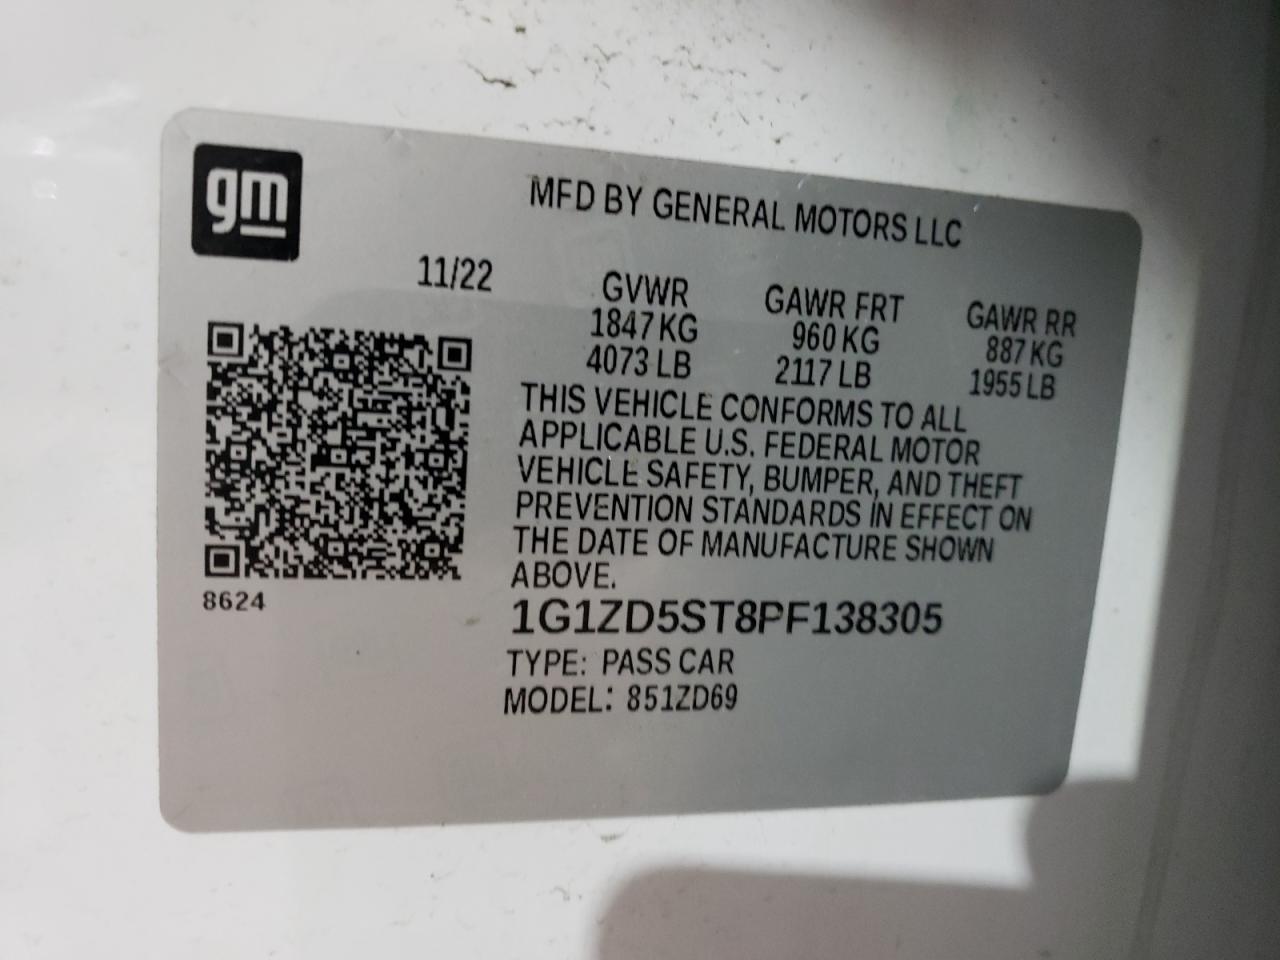 gm
MFD BY GENERAL MOTORS LLC
11/22 GVWR GAWR FRT GAWR RR
1847 KG 960 KG 887 KG
4073 LB 2117 LB 1955 LB
THIS VEHICLE CONFORMS TO ALL
APPLICABLE U.S. FEDERAL MOTOR
VEHICLE SAFETY, BUMPER, AND THEFT
PREVENTION STANDARDS IN EFFECT ON
THE DATE OF MANUFACTURE SHOWN
ABOVE.
8624
1G1ZD5ST8PF138305
TYPE: PASS CAR
MODEL: 851ZD69